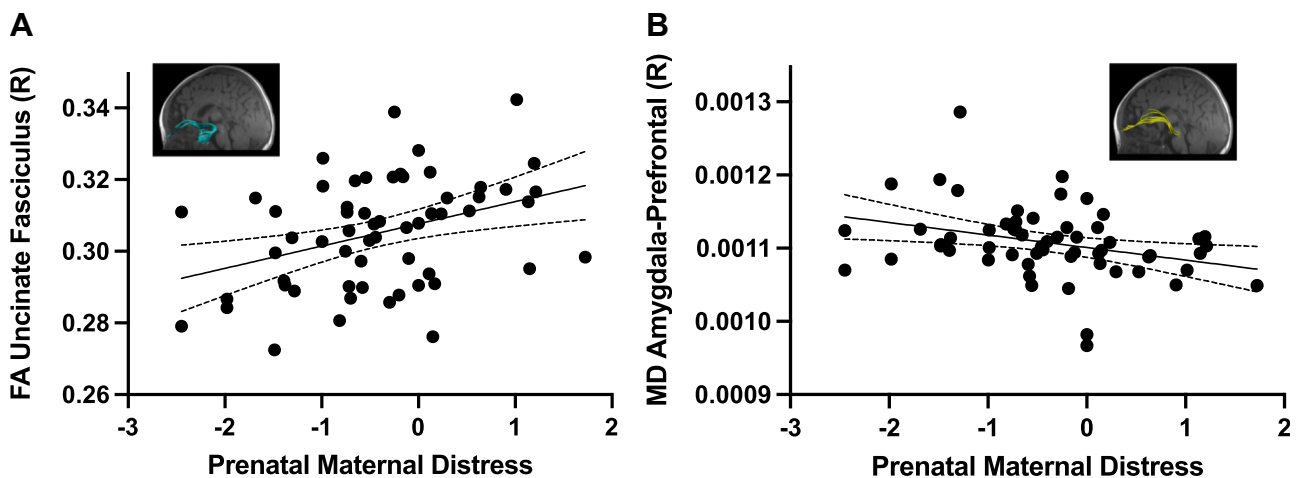 A
FA Uncinate Fasciculus (R)
0.34
0.32
0.30
0.28
0.26
-3 -2 -1 0 1 2
Prenatal Maternal Distress
B
MD Amygdala-Prefrontal (R)
0.0013
0.0012
0.0011
0.0010
0.0009
-3 -2 -1 0 1 2
Prenatal Maternal Distress